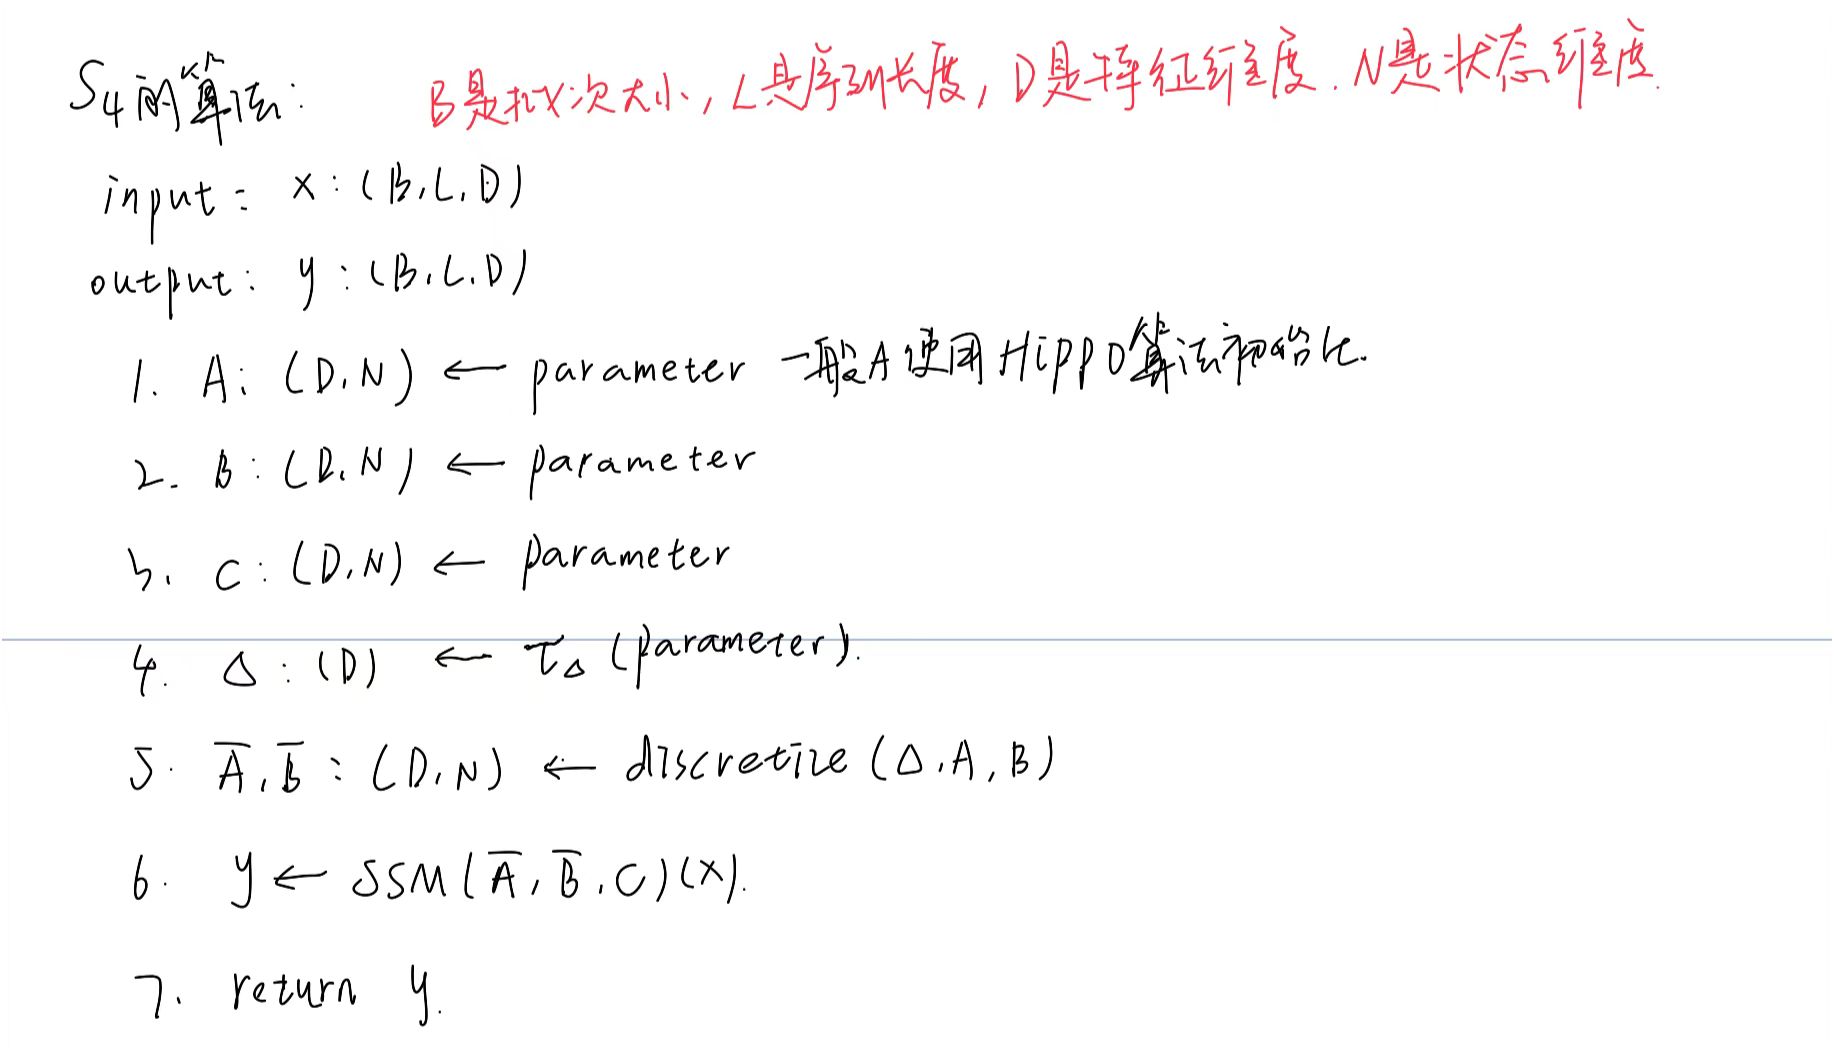 S4的算法: B是批次大小, L是序列长度, D是特征维度. N是状态维度.
input: x: (B, L, D)
output: y: (B, L, D)
1. A: (D, N) ← parameter 一般A使用HiPPO算法初始化.
2. B: (D, N) ← parameter
3. C: (D, N) ← parameter
4. Δ: (D) ← τ_Δ (parameter).
5. A̅, B̅: (D, N) ← discretize (Δ, A, B)
6. y ← SSM(A̅, B̅, C)(x).
7. return y.